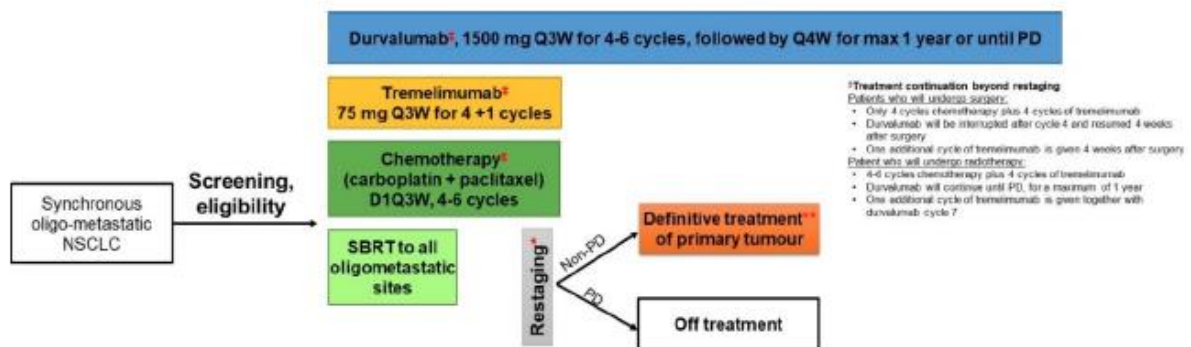 Durvalumab‡, 1500 mg Q3W for 4-6 cycles, followed by Q4W for max 1 year or until PD
Tremelimumab‡
75 mg Q3W for 4 +1 cycles
Chemotherapy‡
(carboplatin + paclitaxel)
D1Q3W, 4-6 cycles
Synchronous
oligo-metastatic
NSCLC
Screening,
eligibility
SBRT to all
oligometastatic
sites
Restaging*
Non-PD
PD
Definitive treatment**
of primary tumour
Off treatment
‡Treatment continuation beyond restaging
Patients who will undergo surgery:
• Only 4 cycles chemotherapy plus 4 cycles of tremelimumab
• Durvalumab will be interrupted after cycle 4 and resumed 4 weeks
after surgery
• One additional cycle of tremelimumab is given 4 weeks after surgery
Patient who will undergo radiotherapy:
• 4-6 cycles chemotherapy plus 4 cycles of tremelimumab
• Durvalumab will continue until PD, for a maximum of 1 year
• One additional cycle of tremelimumab is given together with
durvalumab cycle 7